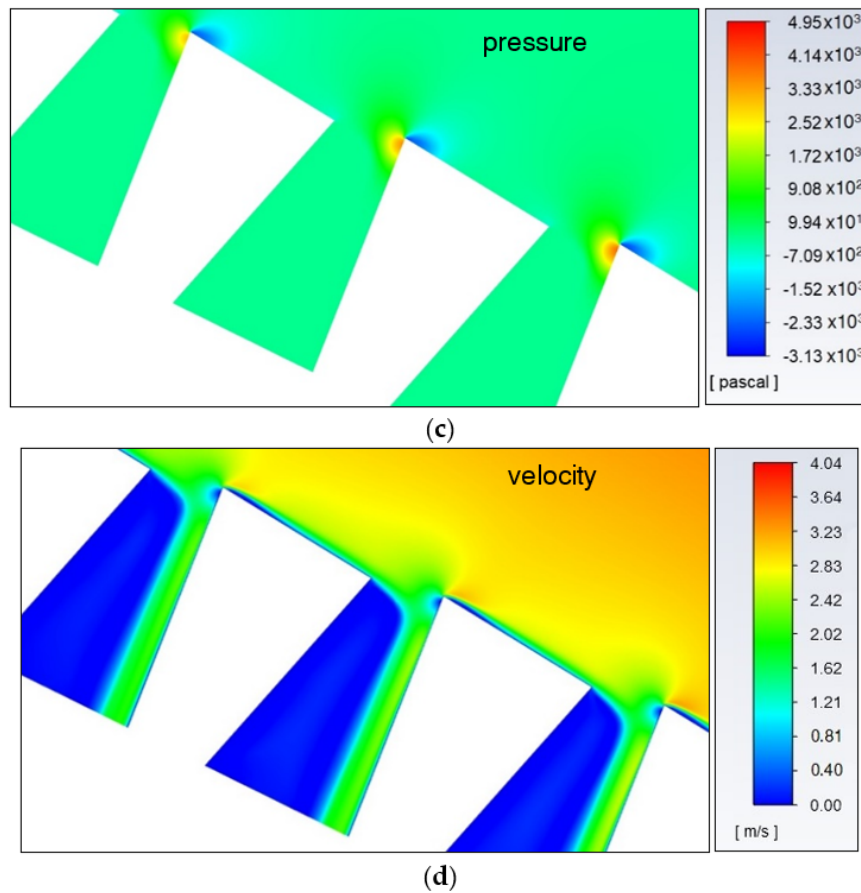 pressure
4.95x10³
4.14x10³
3.33x10³
2.52x10³
1.72x10³
9.08x10²
9.94x10¹
-7.09x10²
-1.52x10³
-2.33x10³
-3.13x10³
[ pascal ]
(c)
velocity
4.04
3.64
3.23
2.83
2.42
2.02
1.62
1.21
0.81
0.40
0.00
[ m/s ]
(d)